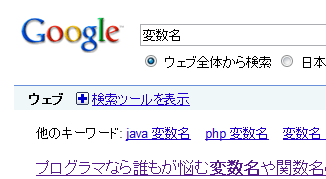 Google 変数名
ウェブ全体から検索 日本
ウェブ 検索ツールを表示
他のキーワード: java 変数名 php 変数名 変数名
プログラマなら誰もが悩む変数名や関数名